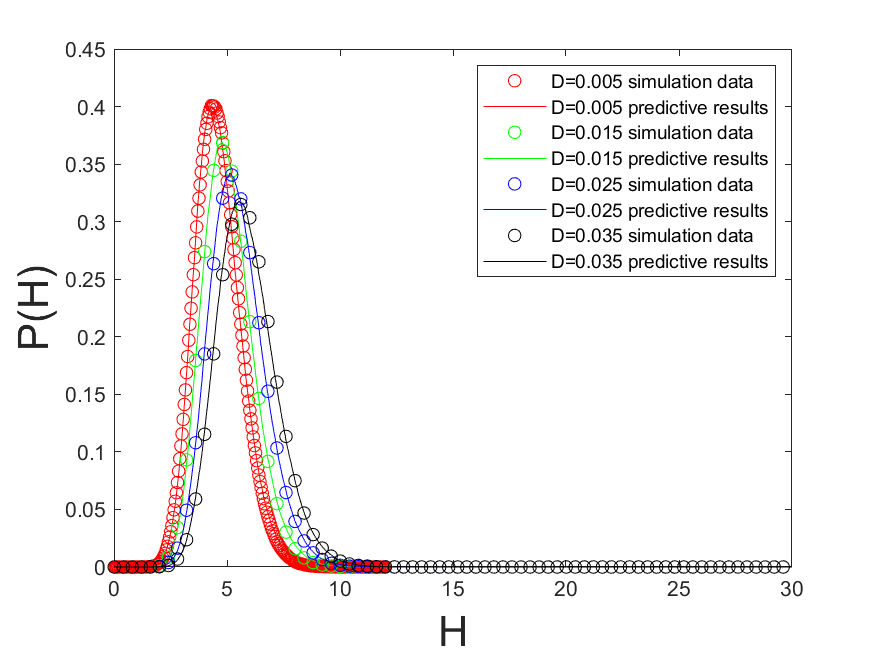 0.45
0.4
0.35
0.3
0.25
0.2
0.15
0.1
0.05
0
P(H)
D=0.005 simulation data
D=0.005 predictive results
D=0.015 simulation data
D=0.015 predictive results
D=0.025 simulation data
D=0.025 predictive results
D=0.035 simulation data
D=0.035 predictive results
0 5 10 15 20 25 30
H